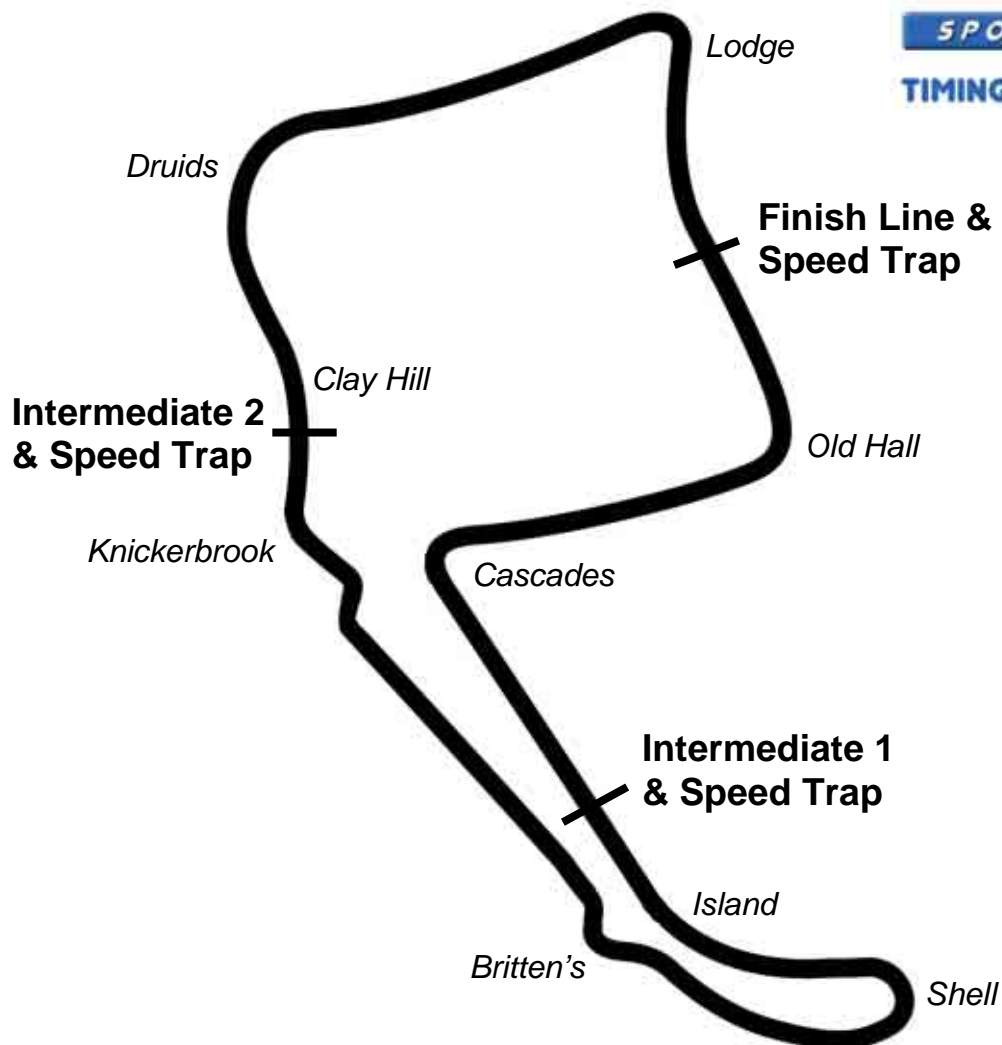 SPO
TIMING
Lodge
Druids
Finish Line &
Speed Trap
Clay Hill
Intermediate 2
& Speed Trap
Old Hall
Knickerbrook
Cascades
Intermediate 1
& Speed Trap
Island
Britten's
Shell